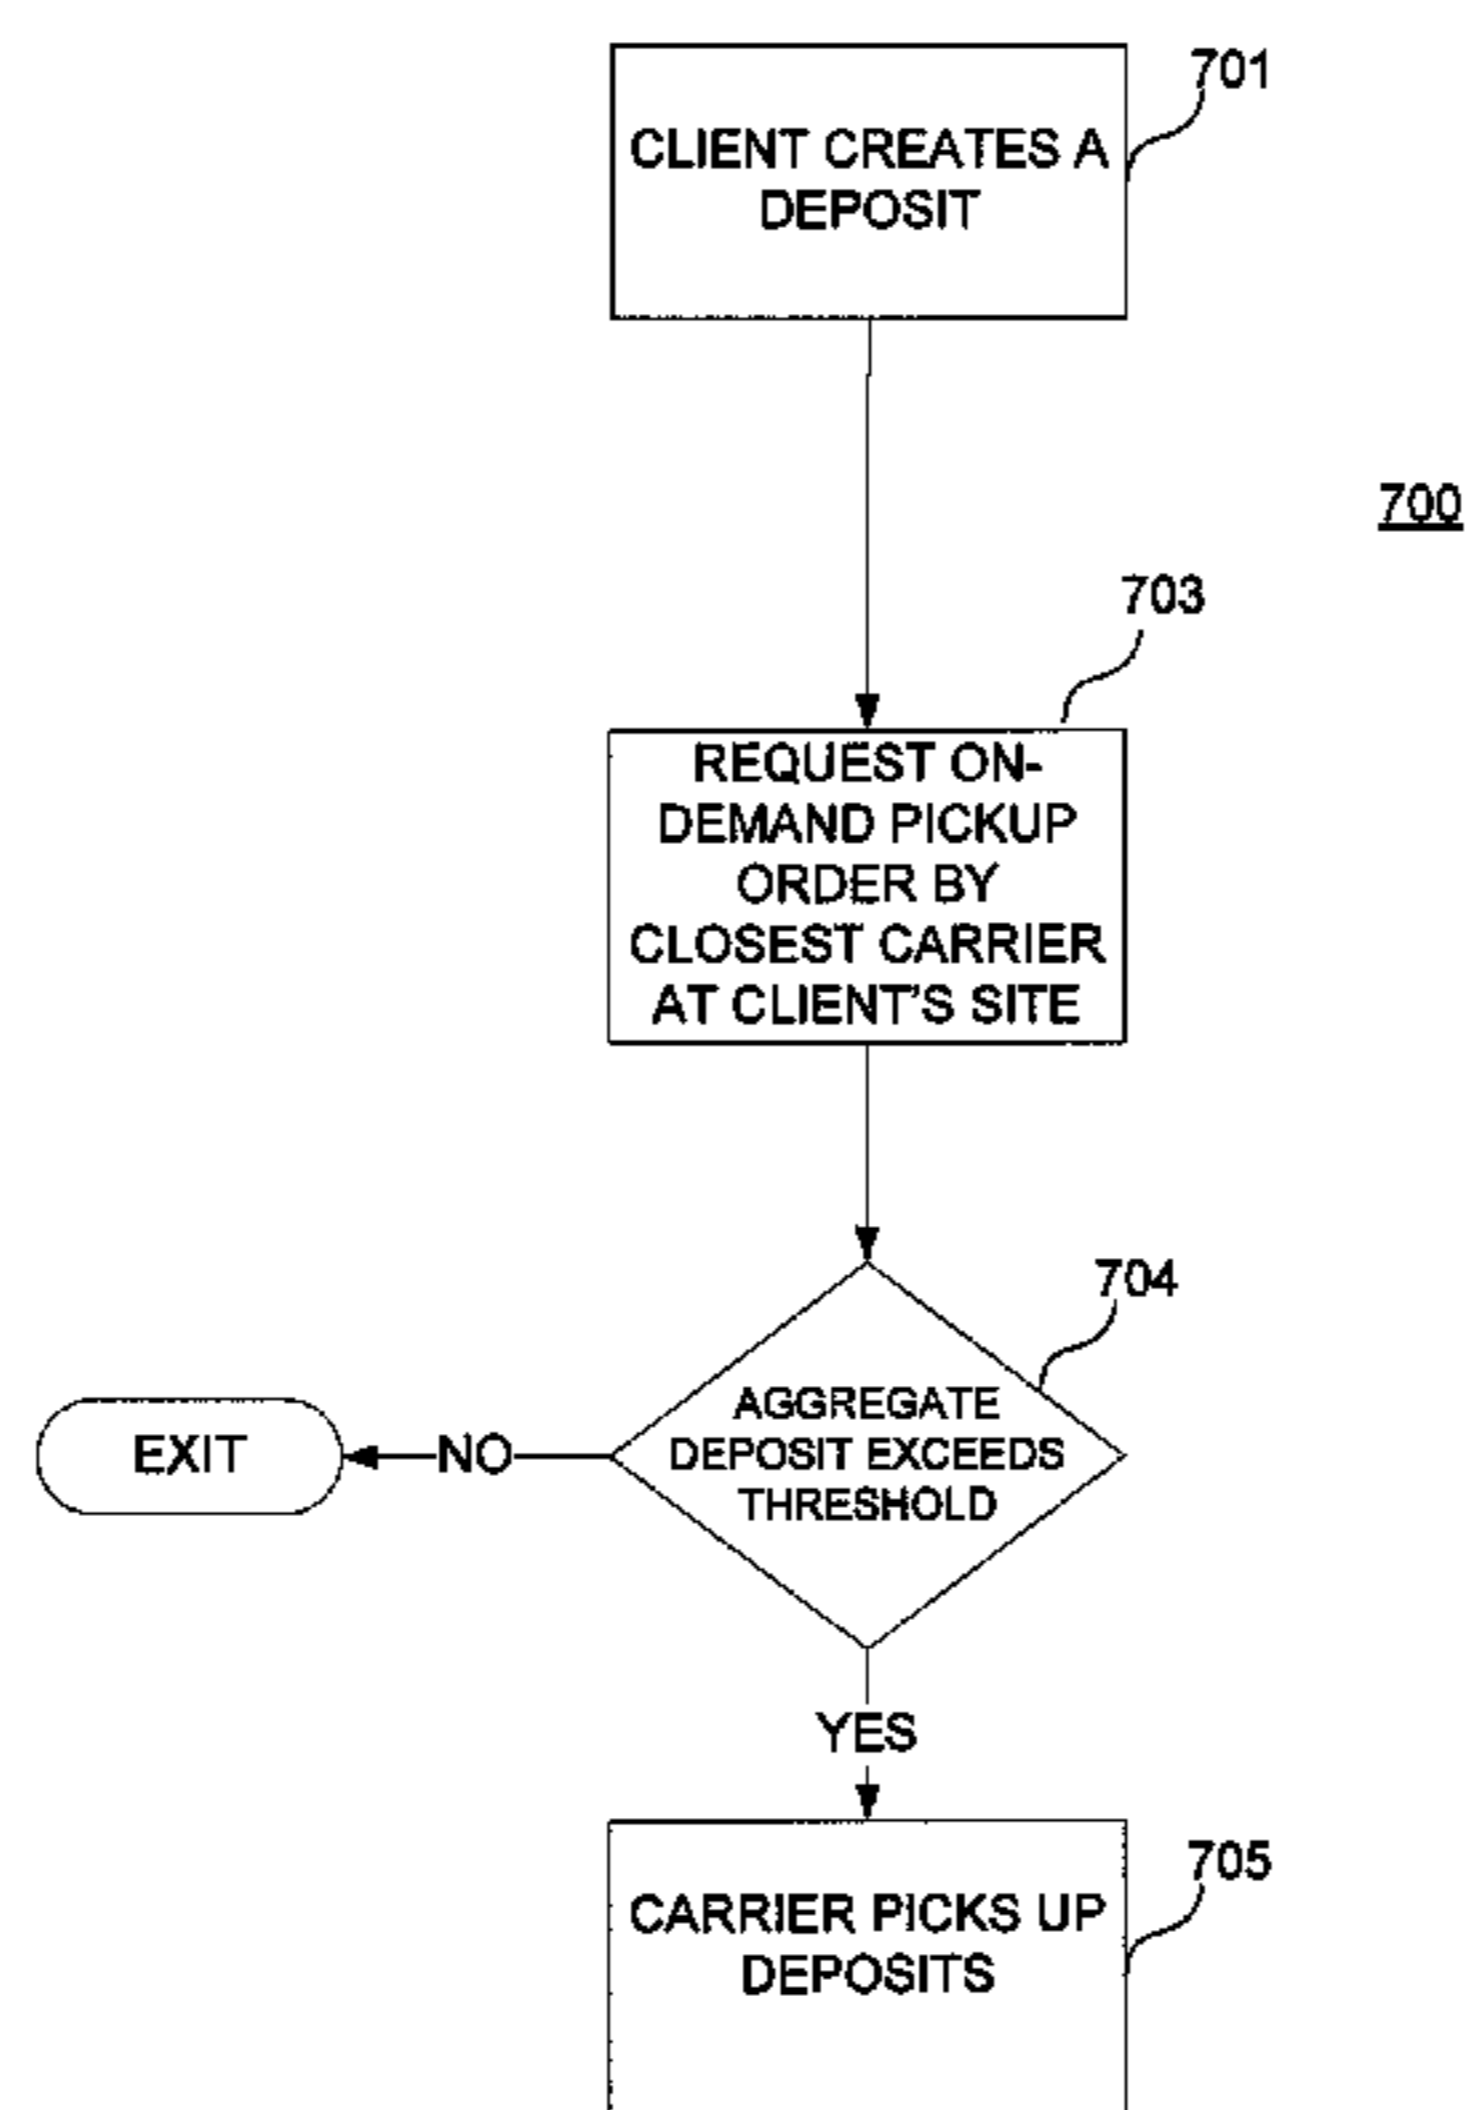 701
CLIENT CREATES A
DEPOSIT
700
703
REQUEST ON-
DEMAND PICKUP
ORDER BY
CLOSEST CARRIER
AT CLIENT'S SITE
704
AGGREGATE
DEPOSIT EXCEEDS
THRESHOLD
EXIT
NO
YES
705
CARRIER PICKS UP
DEPOSITS